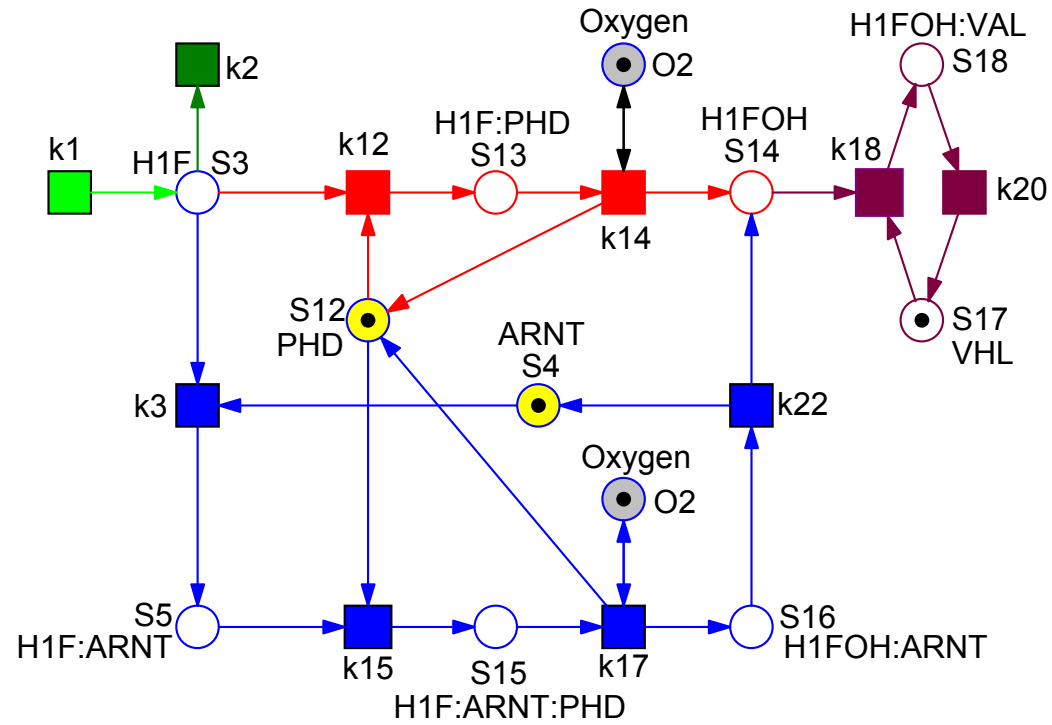 Oxygen
O2
H1FOH:VAL
S18
k2
k1
H1F S3
k12
H1F:PHD
S13
k14
H1FOH
S14
k18
k20
S12
PHD
ARNT
S4
S17
VHL
k3
k22
Oxygen
O2
S5
H1F:ARNT
k15
S15
H1F:ARNT:PHD
k17
S16
H1FOH:ARNT